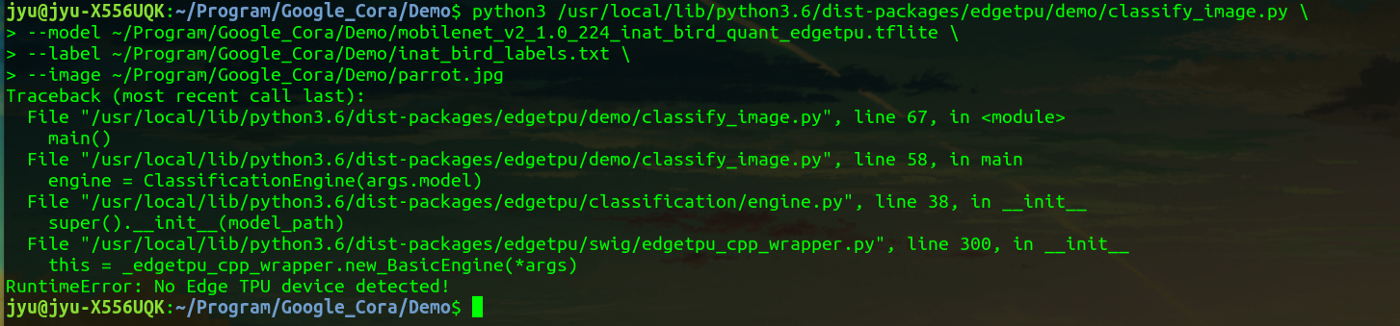 jyu@jyu-X556UQK:~/Program/Google_Cora/Demo$ python3 /usr/local/lib/python3.6/dist-packages/edgetpu/demo/classify_image.py \
> --model ~/Program/Google_Cora/Demo/mobilenet_v2_1.0_224_inat_bird_quant_edgetpu.tflite \
> --label ~/Program/Google_Cora/Demo/inat_bird_labels.txt \
> --image ~/Program/Google_Cora/Demo/parrot.jpg
Traceback (most recent call last):
  File "/usr/local/lib/python3.6/dist-packages/edgetpu/demo/classify_image.py", line 67, in <module>
    main()
  File "/usr/local/lib/python3.6/dist-packages/edgetpu/demo/classify_image.py", line 58, in main
    engine = ClassificationEngine(args.model)
  File "/usr/local/lib/python3.6/dist-packages/edgetpu/classification/engine.py", line 38, in __init__
    super().__init__(model_path)
  File "/usr/local/lib/python3.6/dist-packages/edgetpu/swig/edgetpu_cpp_wrapper.py", line 300, in __init__
    this = _edgetpu_cpp_wrapper.new_BasicEngine(*args)
RuntimeError: No Edge TPU device detected!
jyu@jyu-X556UQK:~/Program/Google_Cora/Demo$